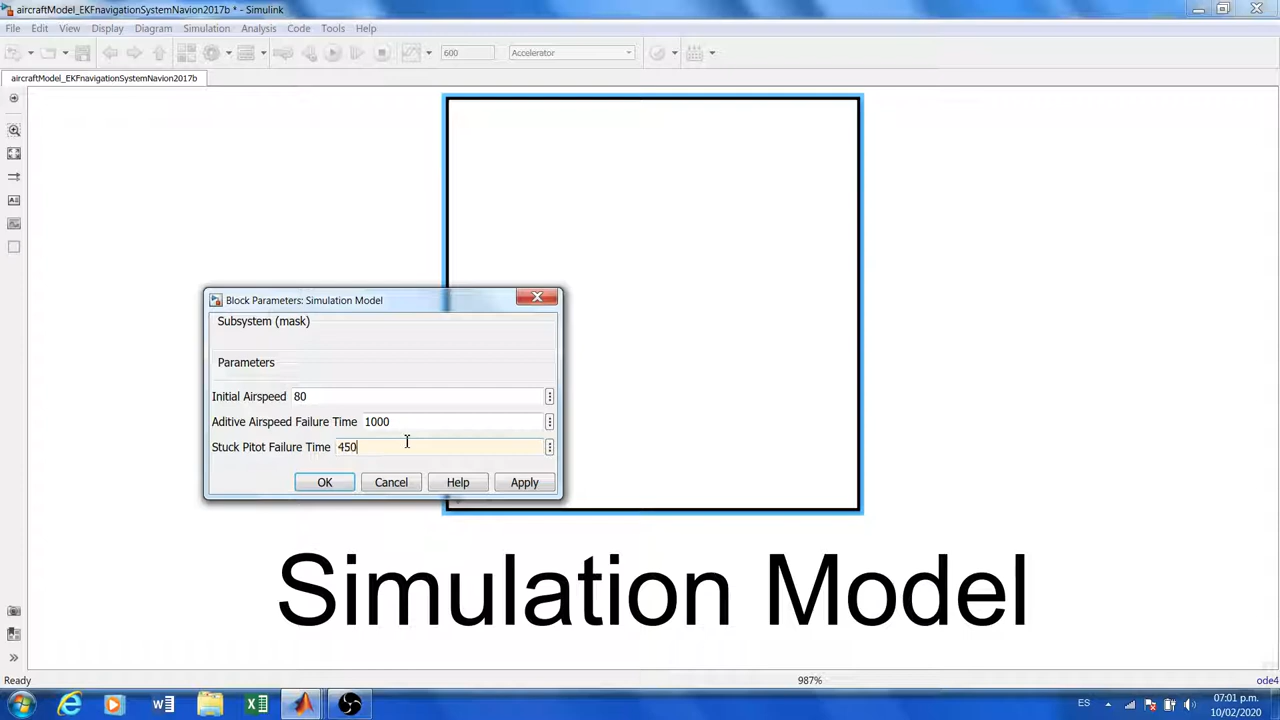 aircraftModel_EKFnavigationSystemNavion2017b * - Simulink
File Edit View Display Diagram Simulation Analysis Code Tools Help
600 Accelerator
aircraftModel_EKFnavigationSystemNavion2017b
Block Parameters: Simulation Model
Subsystem (mask)
Parameters
Initial Airspeed 80
Aditive Airspeed Failure Time 1000
Stuck Pitot Failure Time 450
OK Cancel Help Apply
Simulation Model
Ready 987% ode4
ES 07:01 p.m.
10/02/2020